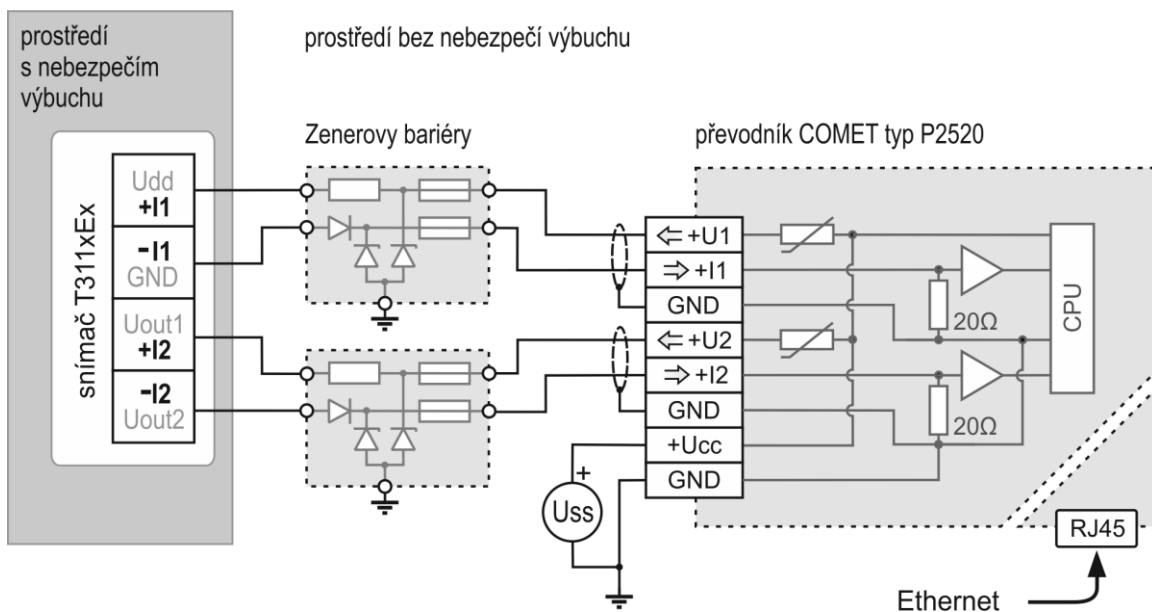 prostředí
s nebezpečím
výbuchu
prostředí bez nebezpečí výbuchu
Zenerovy bariéry
převodník COMET typ P2520
snímač T311xEx
Udd
+I1
-I1
GND
Uout1
+I2
-I2
Uout2
⇐ +U1
⇒ +I1
GND
⇐ +U2
⇒ +I2
GND
+Ucc
GND
20Ω
20Ω
CPU
+
Uss
RJ45
Ethernet